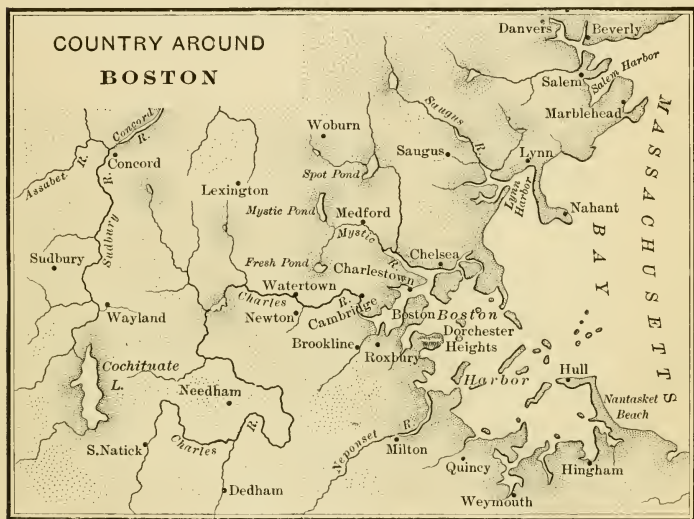 COUNTRY AROUND
BOSTON
Danvers
Beverly
Salem
Salem Harbor
Marblehead
MASSACHUSETTS
BAY
Concord R.
Concord
Assabet R.
Sudbury R.
Sudbury
Wayland
Cochituate
L.
S. Natick
Woburn
Spot Pond
Saugus
Saugus R.
Lynn
Lynn
Harbor
Nahant
Lexington
Mystic Pond
Medford
Mystic R.
Fresh Pond
Chelsea
Charlestown
Watertown
Charles R.
Cambridge
Newton
Boston
Boston
Harbor
Dorchester
Heights
Brookline
Roxbury
Hull
Nantasket
Beach
Needham
Charles R.
Dedham
Neponset R.
Milton
Quincy
Hingham
Weymouth